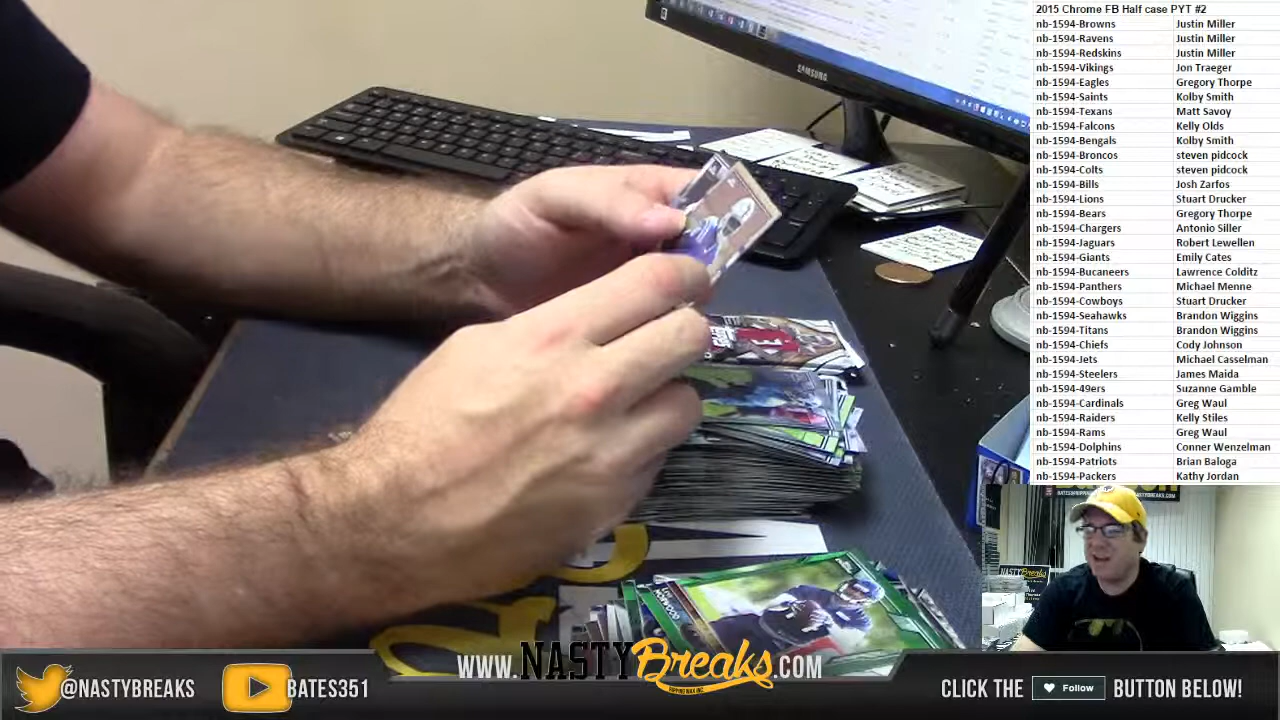 2015 Chrome FB Half case PYT #2
nb-1594-Browns Justin Miller
nb-1594-Ravens Justin Miller
nb-1594-Redskins Justin Miller
nb-1594-Vikings Jon Traeger
nb-1594-Eagles Gregory Thorpe
nb-1594-Saints Kolby Smith
nb-1594-Texans Matt Savoy
nb-1594-Falcons Kelly Olds
nb-1594-Bengals Kolby Smith
nb-1594-Broncos steven pidcock
nb-1594-Colts steven pidcock
nb-1594-Bills Josh Zarfos
nb-1594-Lions Stuart Drucker
nb-1594-Bears Gregory Thorpe
nb-1594-Chargers Antonio Siller
nb-1594-Jaguars Robert Lewellen
nb-1594-Giants Emily Cates
nb-1594-Bucaneers Lawrence Colditz
nb-1594-Panthers Michael Menne
nb-1594-Cowboys Stuart Drucker
nb-1594-Seahawks Brandon Wiggins
nb-1594-Titans Brandon Wiggins
nb-1594-Chiefs Cody Johnson
nb-1594-Jets Michael Casselman
nb-1594-Steelers James Maida
nb-1594-49ers Suzanne Gamble
nb-1594-Cardinals Greg Waul
nb-1594-Raiders Kelly Stiles
nb-1594-Rams Greg Waul
nb-1594-Dolphins Conner Wenzelman
nb-1594-Patriots Brian Baloga
nb-1594-Packers Kathy Jordan
SAMSUNG
@NASTYBREAKS
BATES351
WWW.NASTYBreaks.COM
RIPPING WAX INC.
CLICK THE Follow BUTTON BELOW!